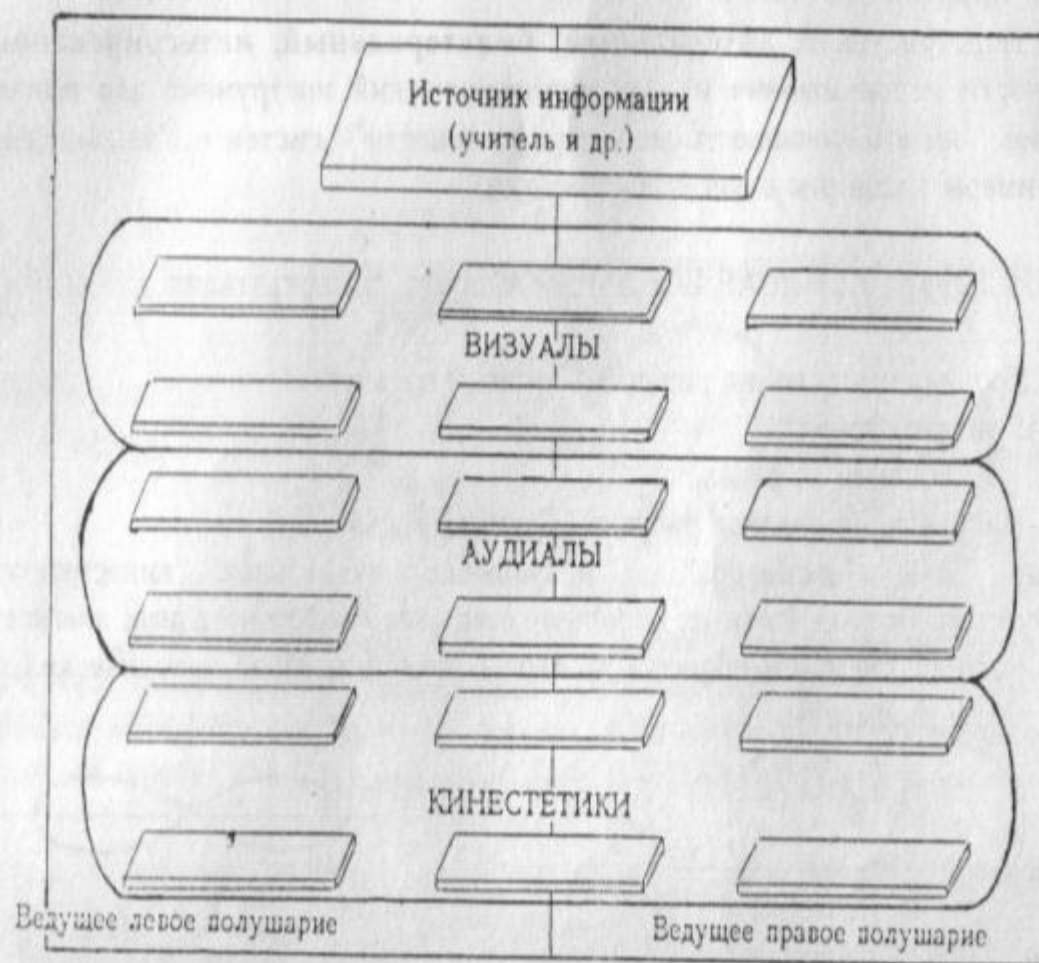 Источник информации
(учитель и др.)
ВИЗУАЛЫ
АУДИАЛЫ
КИНЕСТЕТИКИ
Ведущее левое полушарие
Ведущее правое полушарие